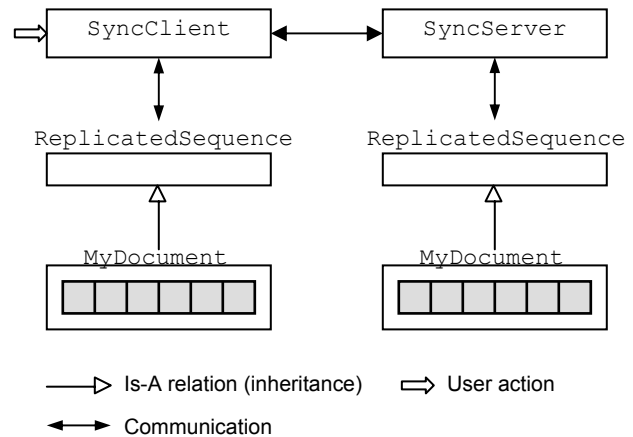 SyncClient
SyncServer
ReplicatedSequence
ReplicatedSequence
MyDocument
MyDocument
Is-A relation (inheritance)
User action
Communication